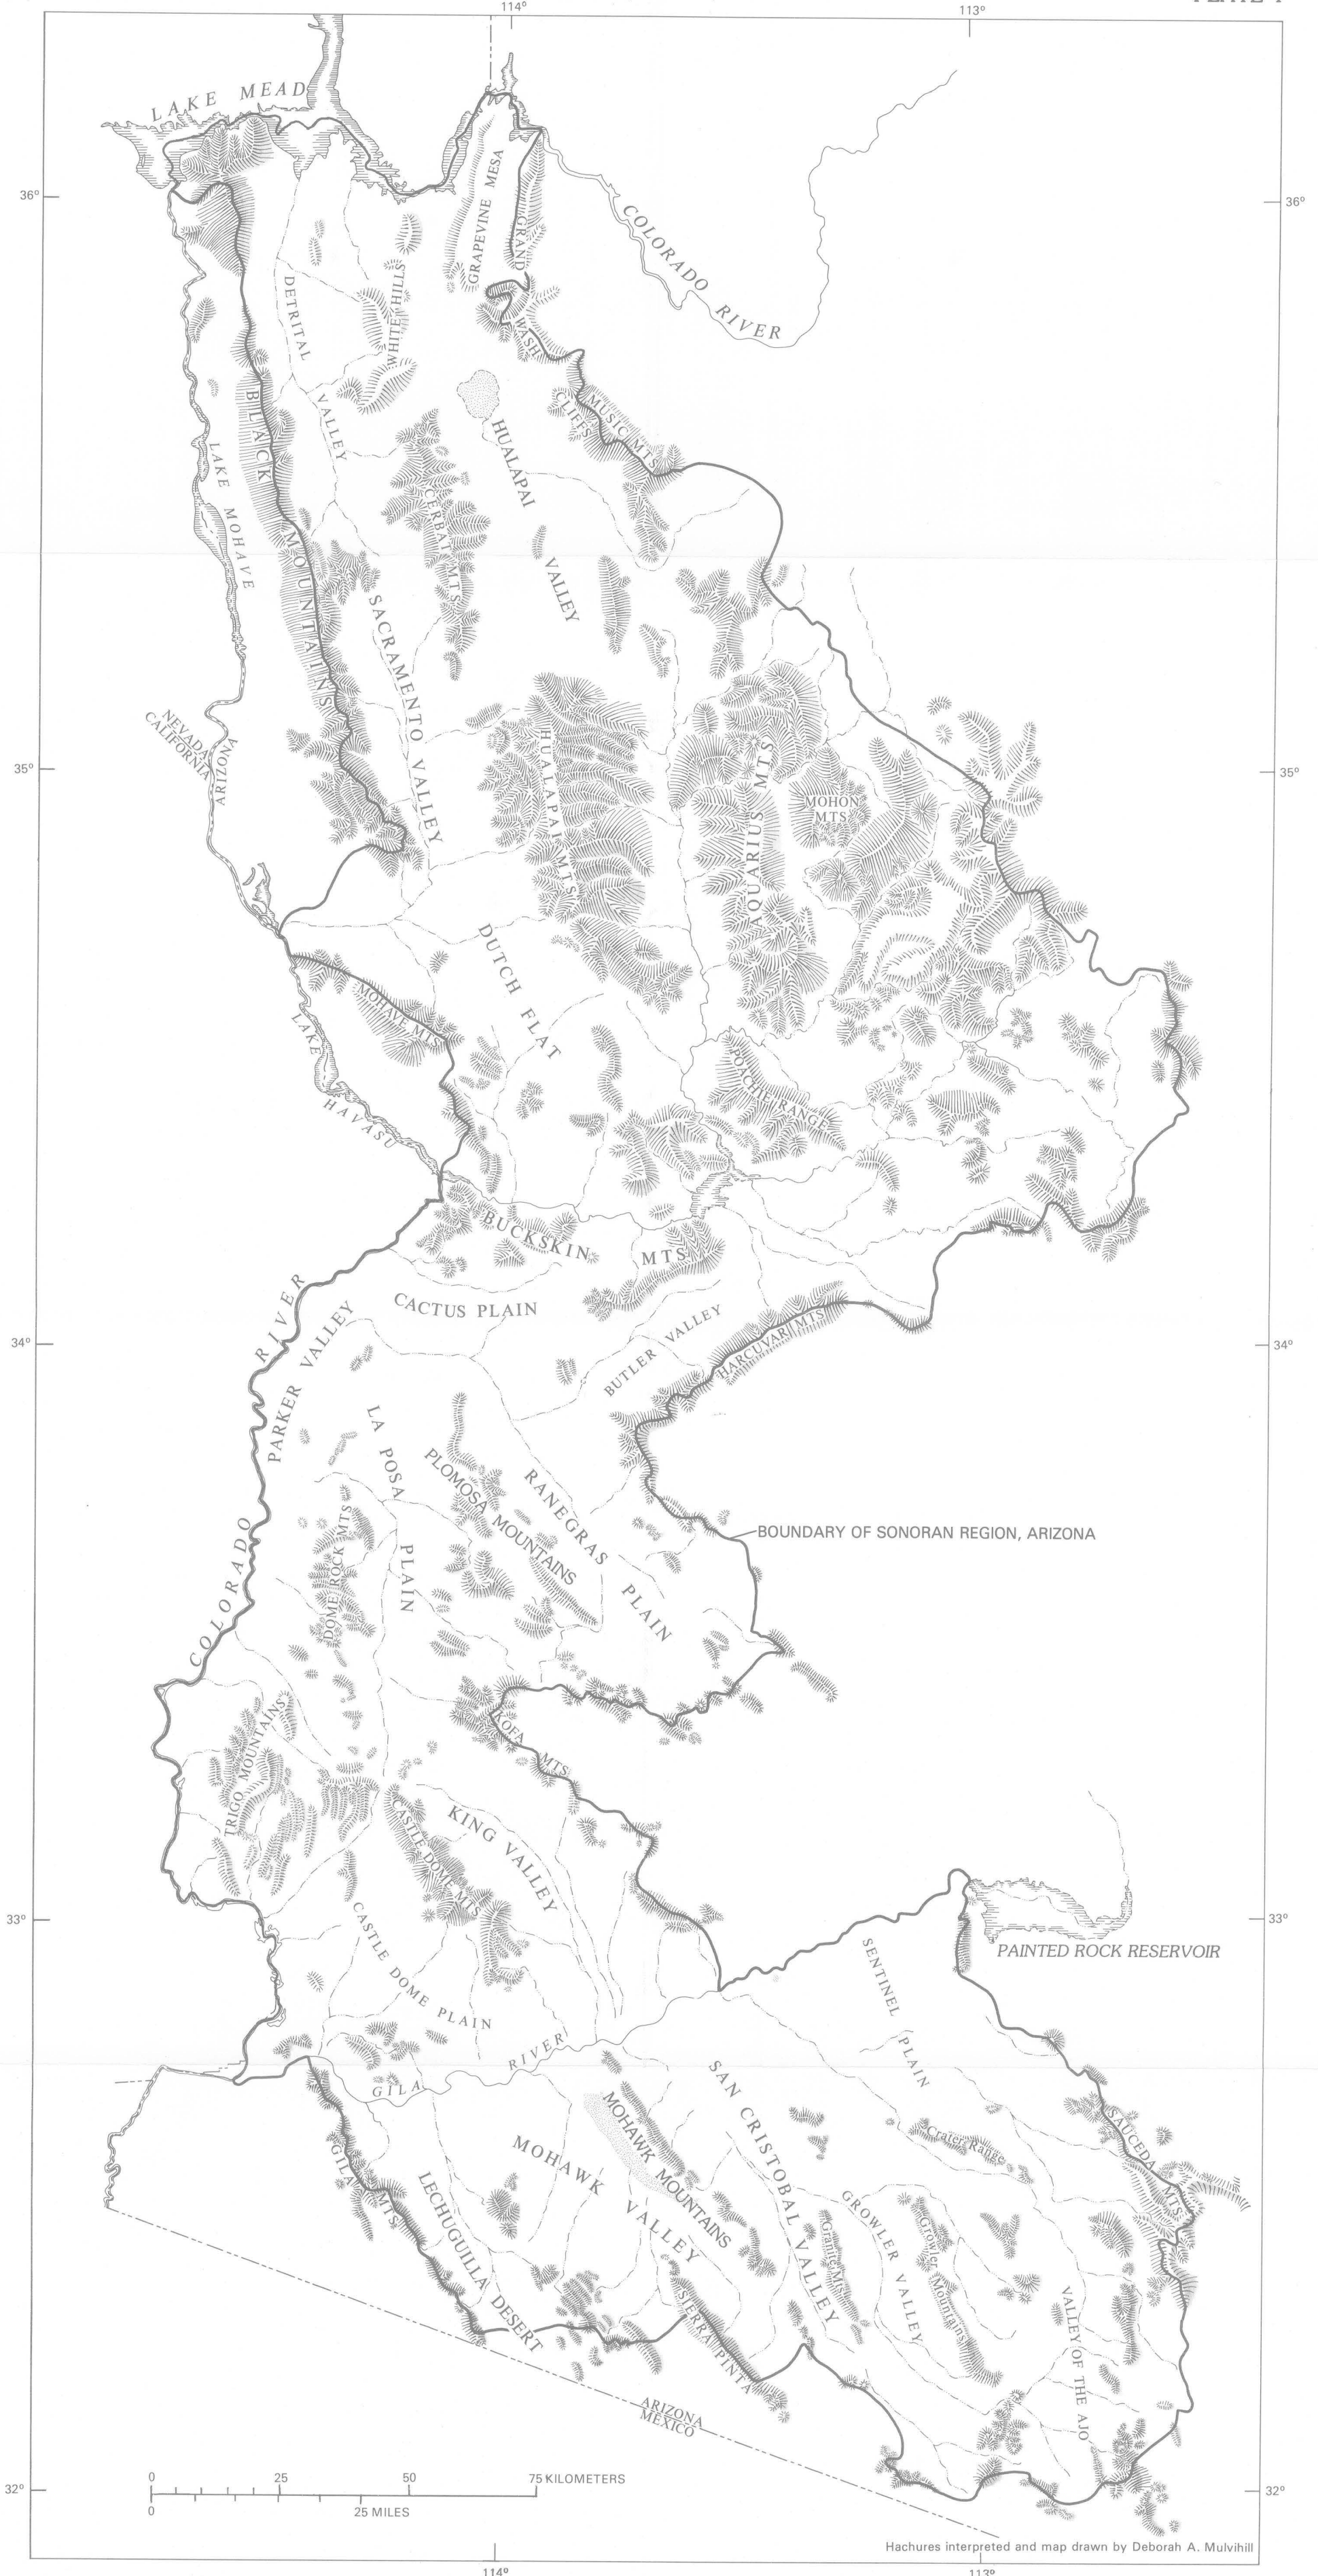 PLATE 1
114°
113°
LAKE MEAD
36°
36°
GRAPEVINE MESA
GRAND
WASH
CLIFFS
COLORADO RIVER
DETRITAL
VALLEY
WHITE HILLS
MUSIC MTS
BLACK
MOUNTAINS
LAKE MOHAVE
HUALAPAI
VALLEY
CERBAT MTS
SACRAMENTO VALLEY
NEVADA
CALIFORNIA
ARIZONA
35°
35°
HUALAPAI MTS
AQUARIUS MTS
MOHON
MTS
DUTCH FLAT
MOHAVE MTS
LAKE
HAVASU
POACHIE RANGE
BUCKSKIN
MTS
CACTUS PLAIN
BUTLER VALLEY
HARCUVAR MTS
34°
34°
COLORADO RIVER
PARKER VALLEY
LA POSA
PLAIN
PLOMOSA MOUNTAINS
RANEGRAS
PLAIN
DOME ROCK MTS
BOUNDARY OF SONORAN REGION, ARIZONA
KOFA MTS
TRIGO MOUNTAINS
CASTLE DOME MTS
KING VALLEY
33°
33°
CASTLE DOME PLAIN
SENTINEL
PLAIN
PAINTED ROCK RESERVOIR
GILA
RIVER
SAN CRISTOBAL VALLEY
MOHAWK MOUNTAINS
MOHAWK
VALLEY
Crater Range
SAUCEDA
MTS
GILA
MTS
LECHUGUILLA DESERT
GROWLER VALLEY
Granite Mts
Growler Mountains
SIERRA PINTA
VALLEY OF THE AJO
ARIZONA
MEXICO
32°
32°
0 25 50 75 KILOMETERS
0 25 MILES
Hachures interpreted and map drawn by Deborah A. Mulvihill
114°
113°